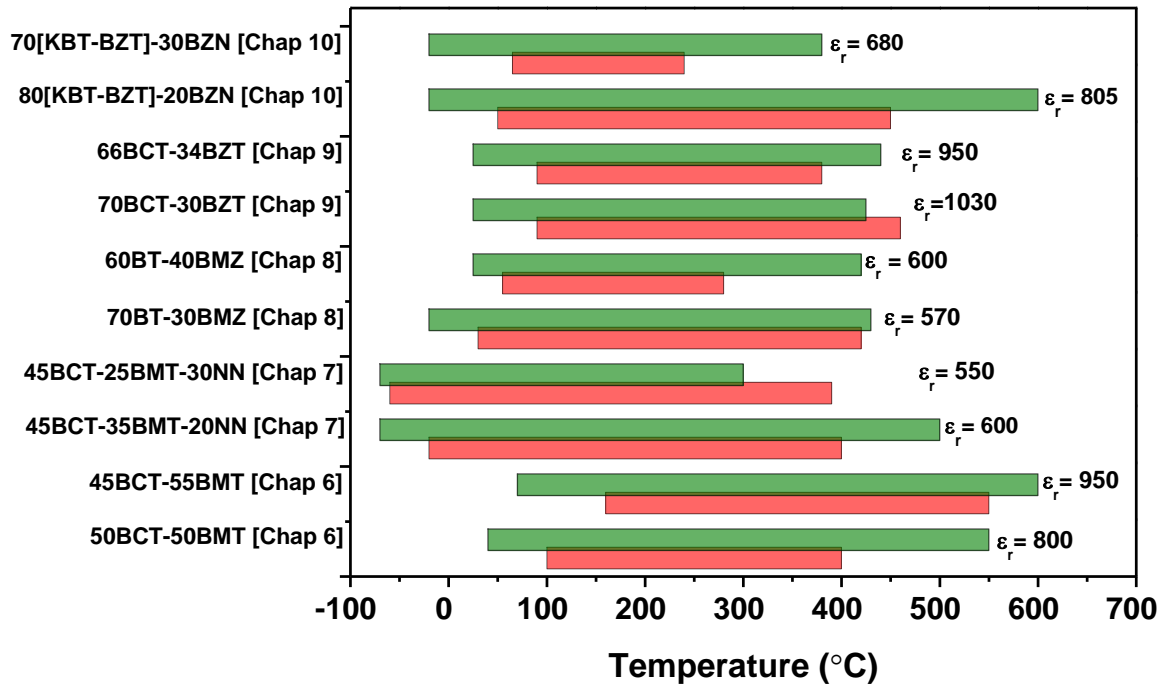 70[KBT-BZT]-30BZN [Chap 10] εr= 680
80[KBT-BZT]-20BZN [Chap 10] εr= 805
66BCT-34BZT [Chap 9] εr= 950
70BCT-30BZT [Chap 9] εr=1030
60BT-40BMZ [Chap 8] εr= 600
70BT-30BMZ [Chap 8] εr= 570
45BCT-25BMT-30NN [Chap 7] εr= 550
45BCT-35BMT-20NN [Chap 7] εr= 600
45BCT-55BMT [Chap 6] εr= 950
50BCT-50BMT [Chap 6] εr= 800
-100 0 100 200 300 400 500 600 700
Temperature (°C)